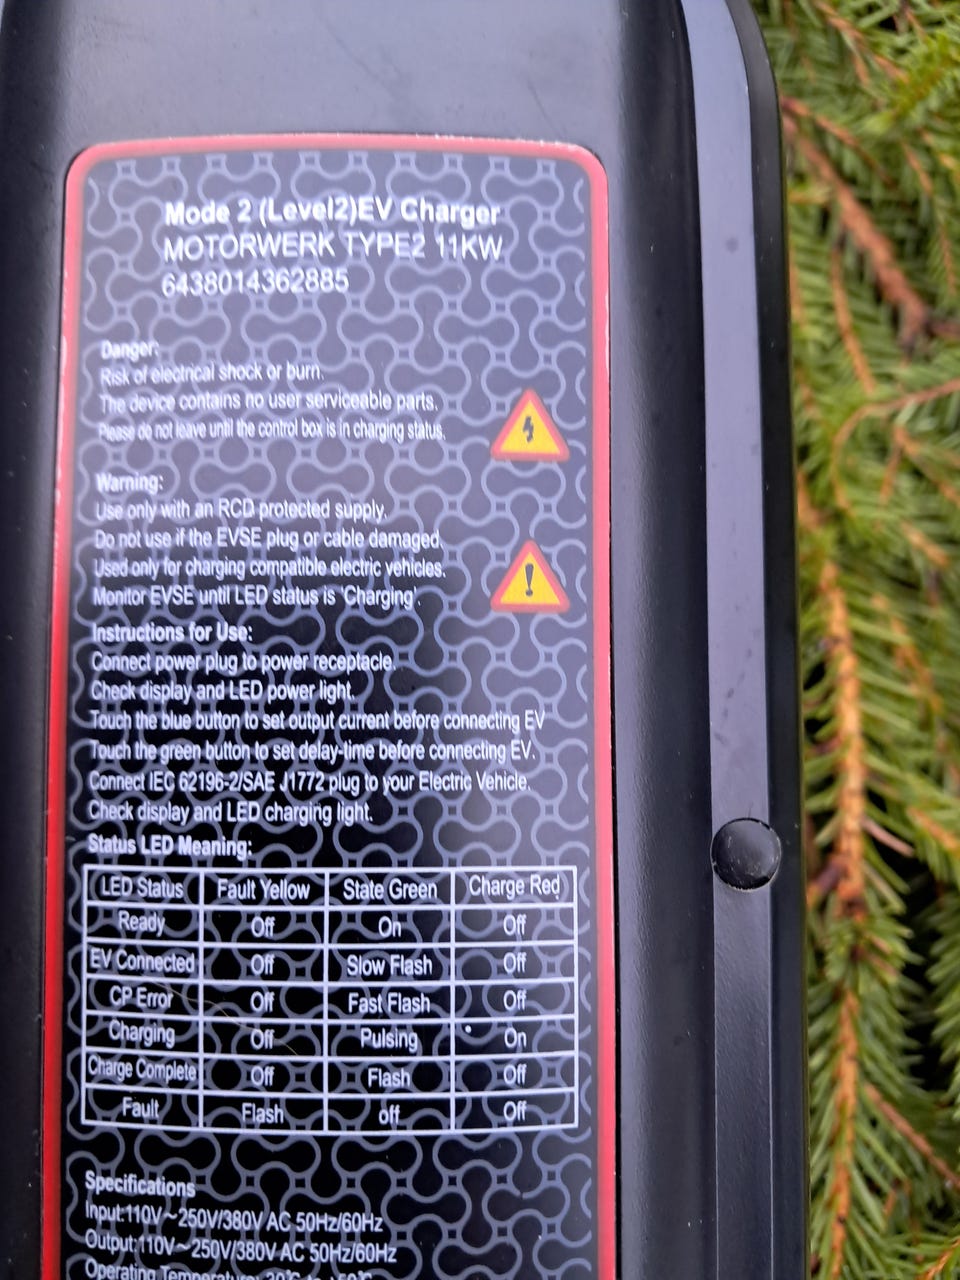 Mode 2 (Level2)EV Charger
MOTORWERK TYPE2 11KW
6438014362885
Danger:
Risk of electrical shock or burn.
The device contains no user serviceable parts.
Please do not leave until the control box is in charging status.
Warning:
Use only with an RCD protected supply.
Do not use if the EVSE plug or cable damaged.
Used only for charging compatible electric vehicles.
Monitor EVSE until LED status is 'Charging'.
Instructions for Use:
Connect power plug to power receptacle.
Check display and LED power light.
Touch the blue button to set output current before connecting EV
Touch the green button to set delay-time before connecting EV.
Connect IEC 62196-2/SAE J1772 plug to your Electric Vehicle.
Check display and LED charging light.
Status LED Meaning:
LED Status Fault Yellow State Green Charge Red
Ready Off On Off
EV Connected Off Slow Flash Off
CP Error Off Fast Flash Off
Charging Off Pulsing On
Charge Complete Off Flash Off
Fault Flash off Off
Specifications
Input:110V~250V/380V AC 50Hz/60Hz
Output:110V~250V/380V AC 50Hz/60Hz
Operating Temperature: